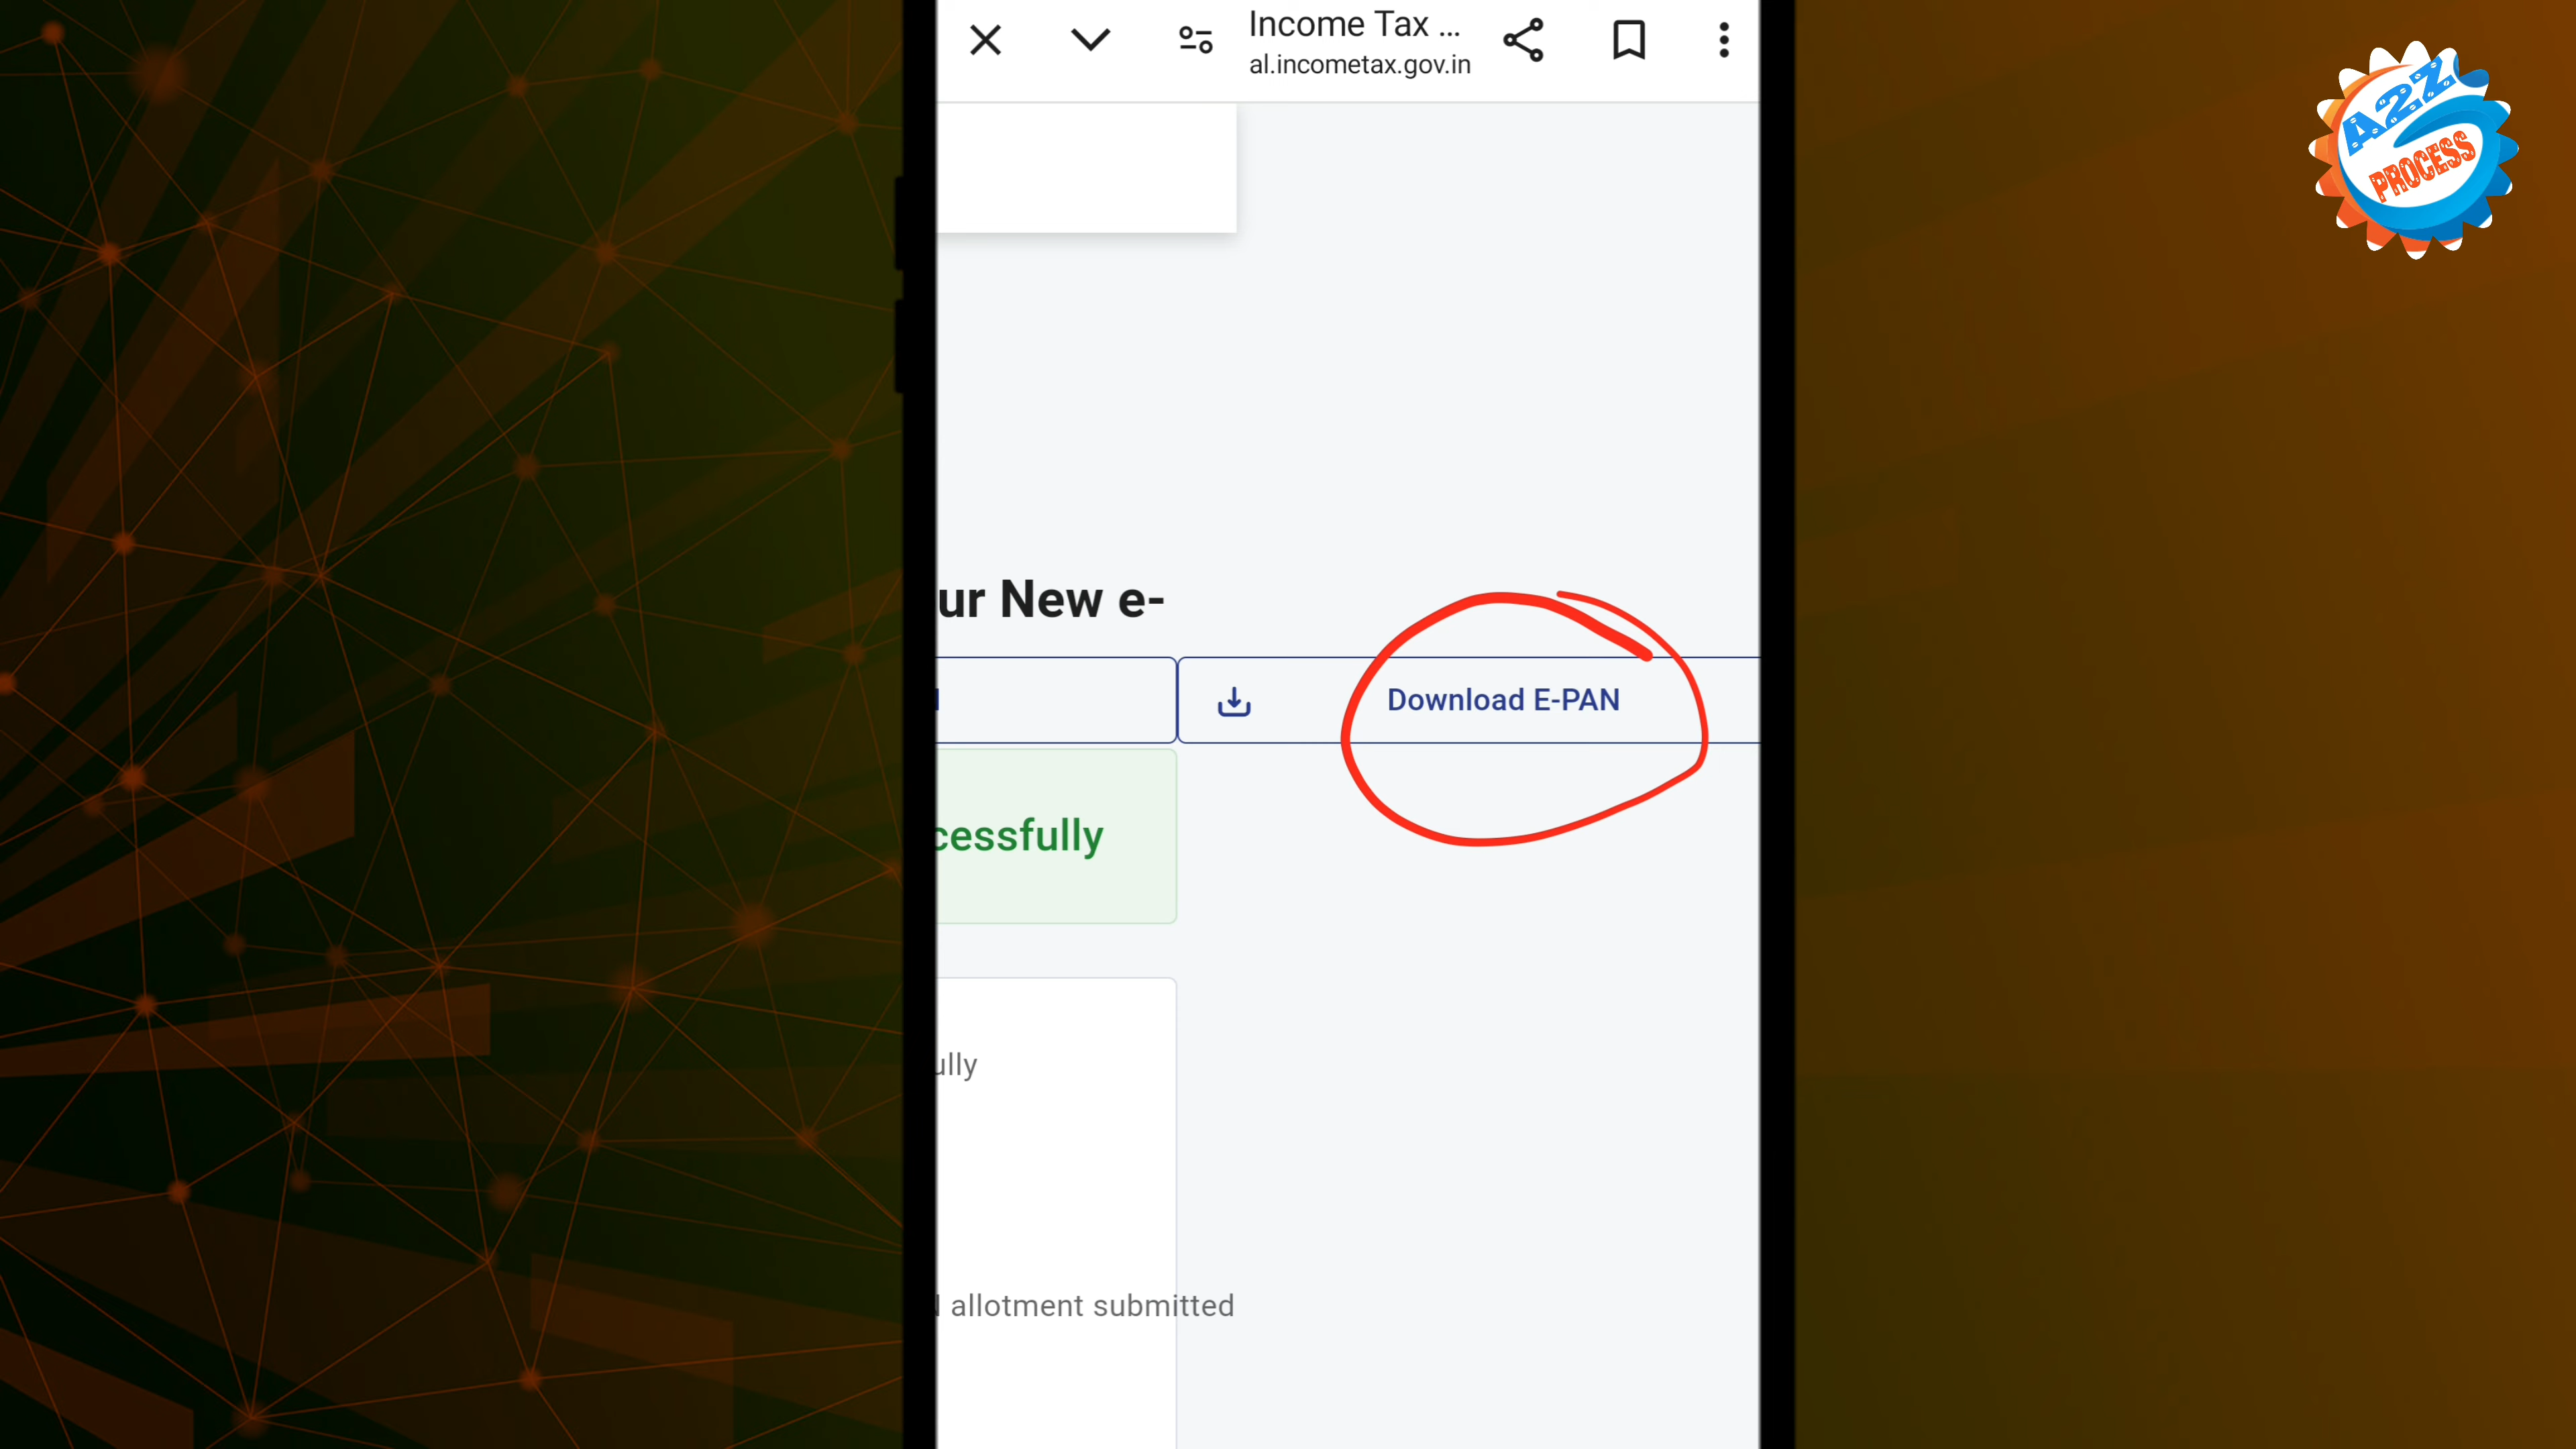 Income Tax ...
al.incometax.gov.in
A2Z
PROCESS
ur New e-
Download E-PAN
cessfully
ully
allotment submitted